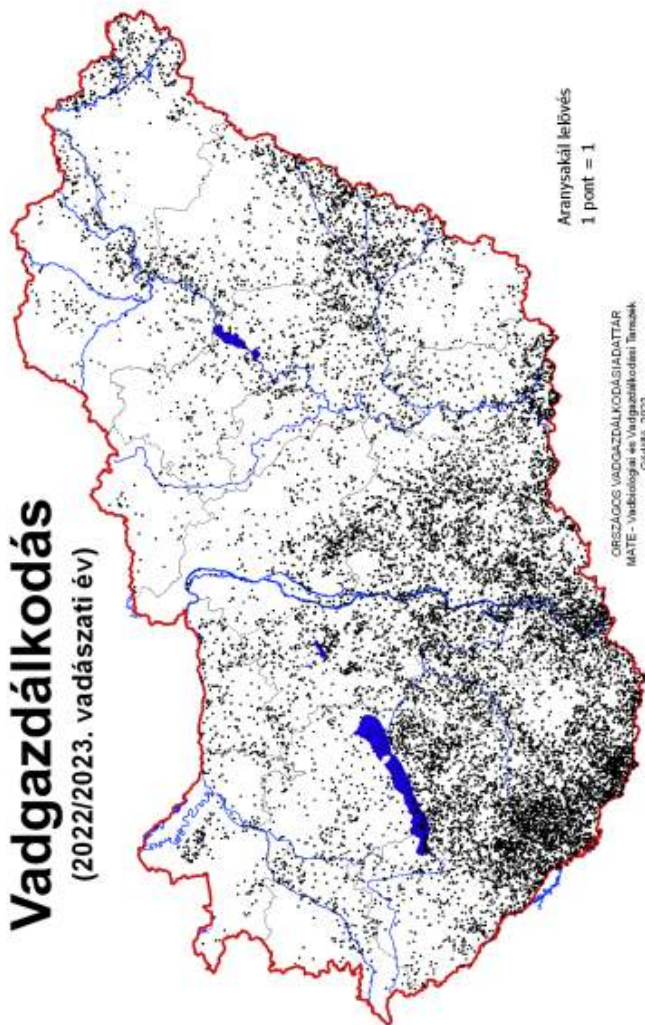 Vadgazdálkodás
(2022/2023. vadászati év)
Aranysakál lelövés
1 pont = 1
ORSZÁGOS VADGAZDÁLKODÁSI ADATTÁR
MATE - Vadbiológiai és Vadgazdálkodási Tanszék